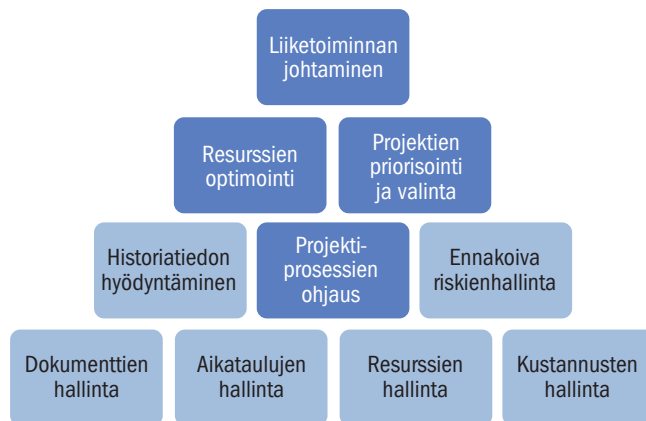 Liiketoiminnan
johtaminen
Resurssien
optimointi
Projektien
priorisointi
ja valinta
Historiatiedon
hyödyntäminen
Projekti-
prosessien
ohjaus
Ennakoiva
riskienhallinta
Dokumenttien
hallinta
Aikataulujen
hallinta
Resurssien
hallinta
Kustannusten
hallinta